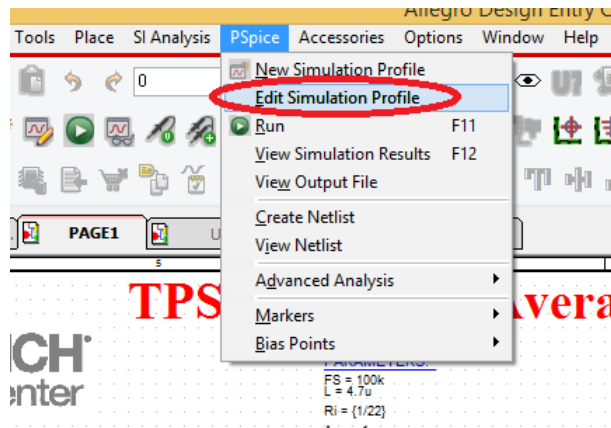 Allegro Design Entry C
Tools Place SI Analysis PSpice Accessories Options Window Help
0
U?
New Simulation Profile
Edit Simulation Profile
Run F11
View Simulation Results F12
View Output File
PAGE1
Create Netlist
View Netlist
5
Advanced Analysis
TPS
Avera
Markers
Bias Points
CH
enter
PARAMETERS:
FS = 100k
L = 4.7u
Ri = {1/22}